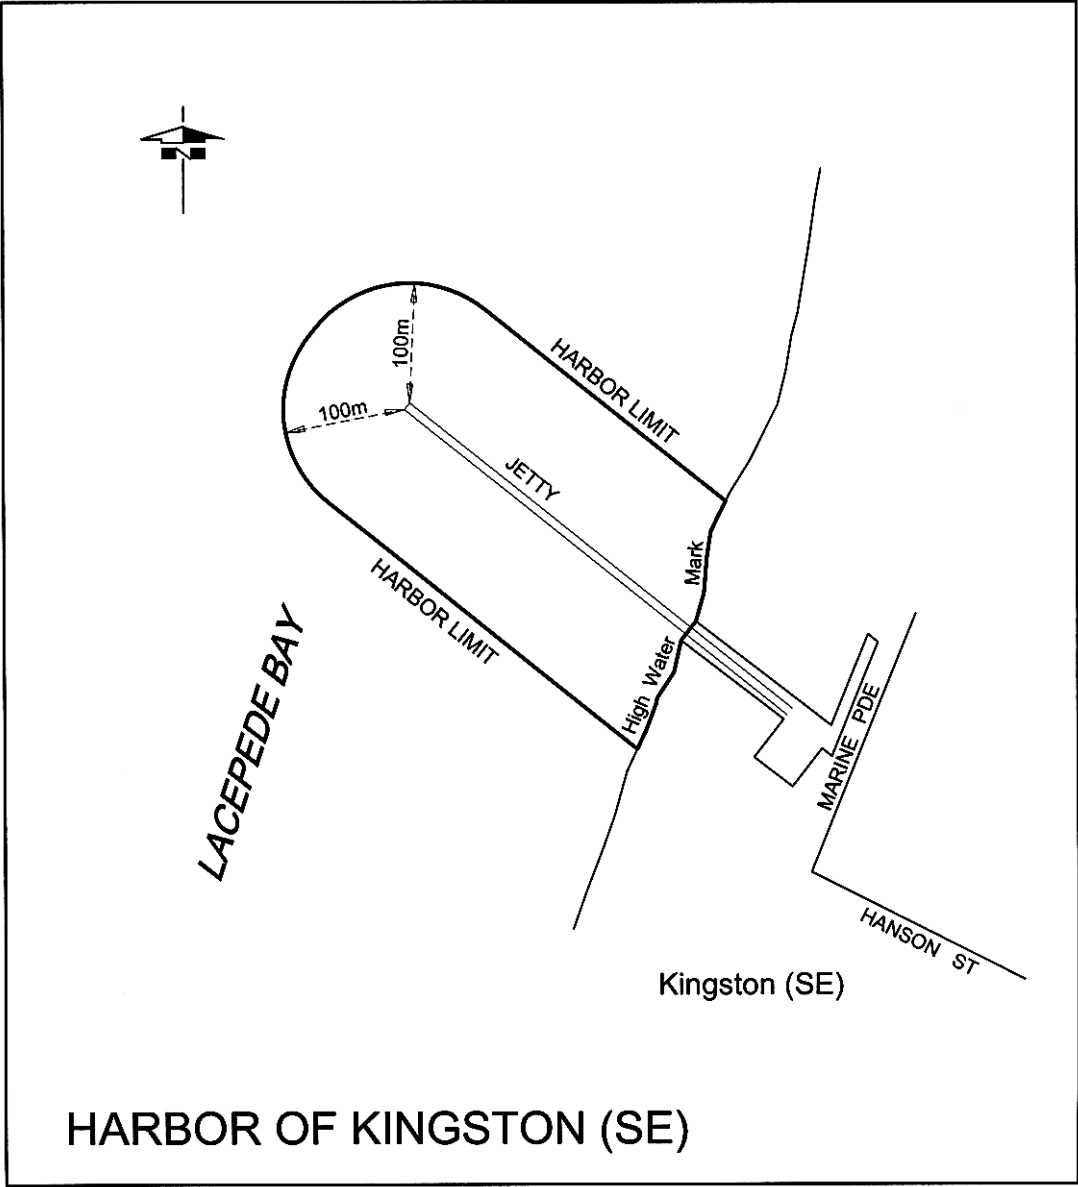 N
100m
100m
HARBOR LIMIT
JETTY
Mark
HARBOR LIMIT
High Water
LACEPEDE BAY
MARINE PDE
HANSON ST
Kingston (SE)
HARBOR OF KINGSTON (SE)